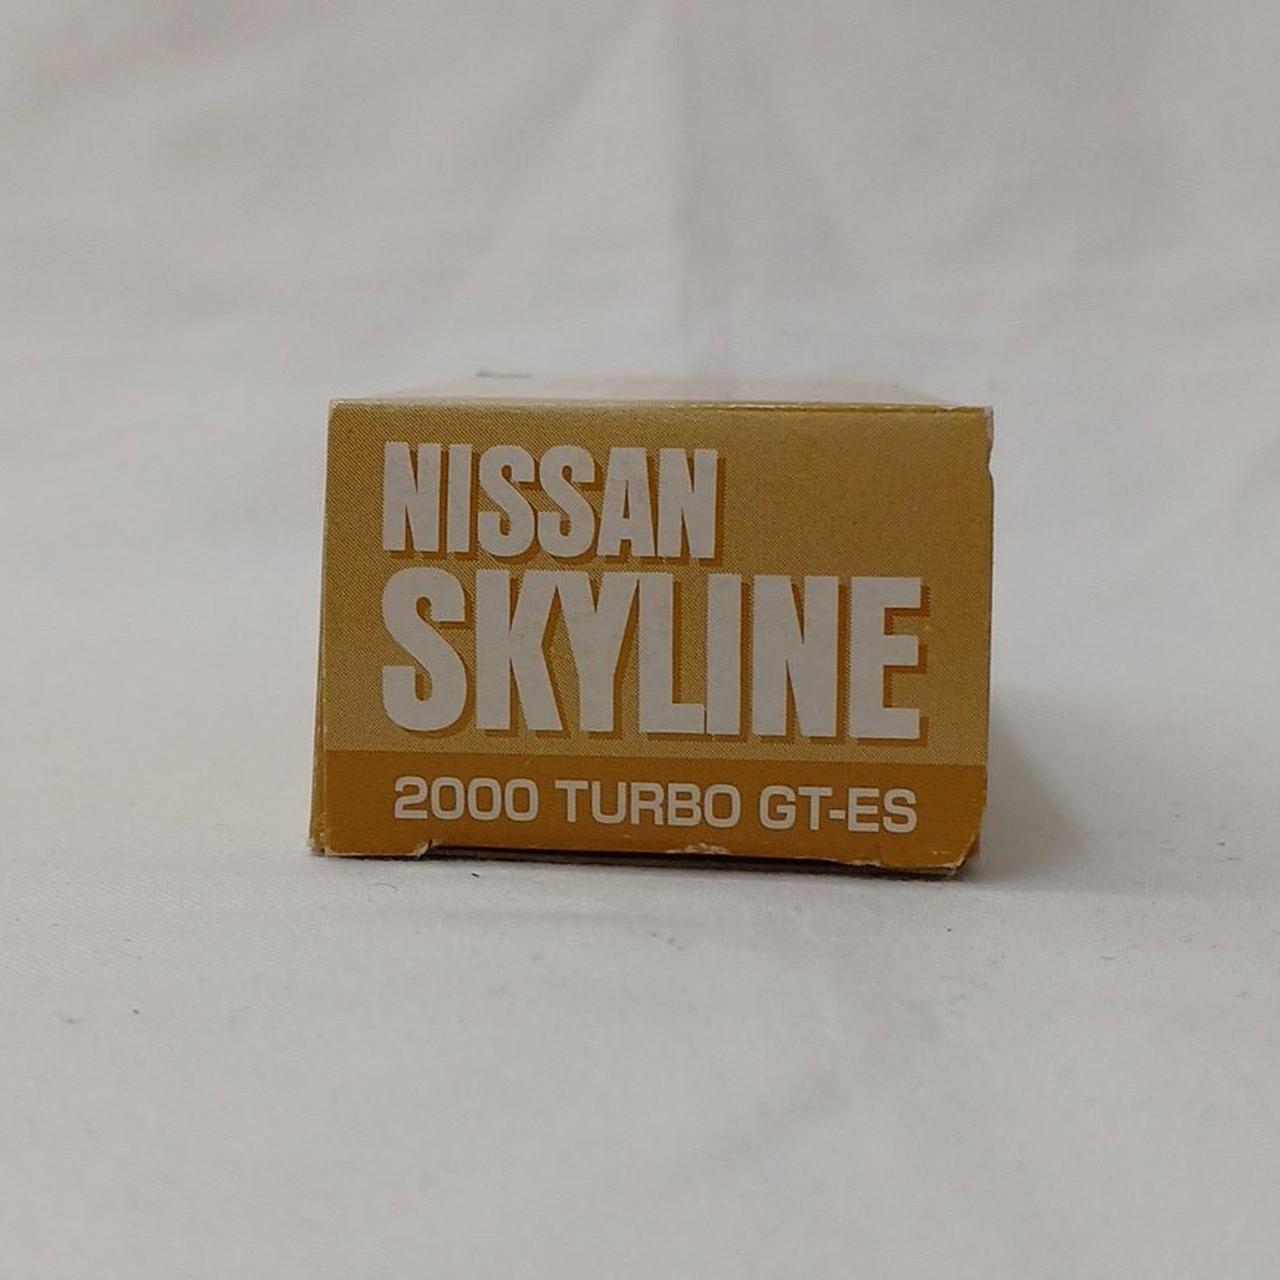 NISSAN
SKYLINE
2000 TURBO GT-ES